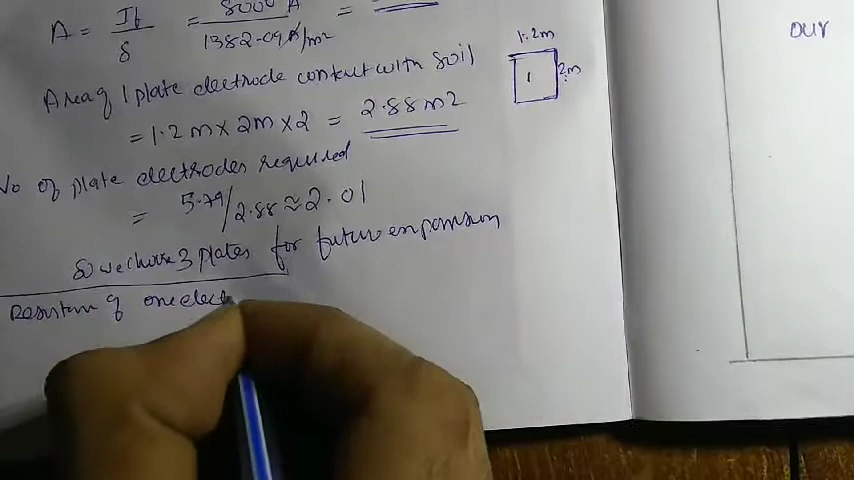 A = If/δ = 8000 A / 1382.09 A/m² =
Area of 1 plate electrode contact with soil
= 1.2m × 2m × 2 = 2.88 m2
1.2m
1
2m
No of plate electrodes required
= 5.79/2.88 ≈ 2.01
So we choose 3 plates for future expansion
Resistance of one elect
OUR